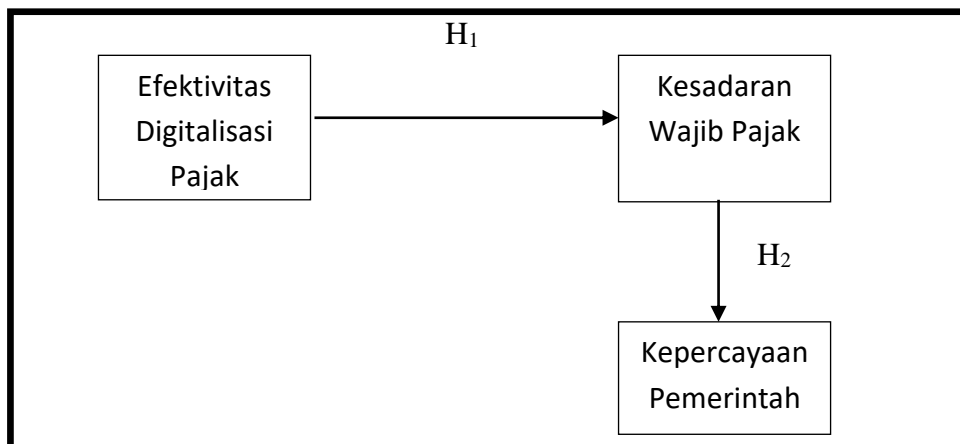 H₁
Efektivitas
Digitalisasi
Pajak
Kesadaran
Wajib Pajak
H₂
Kepercayaan
Pemerintah